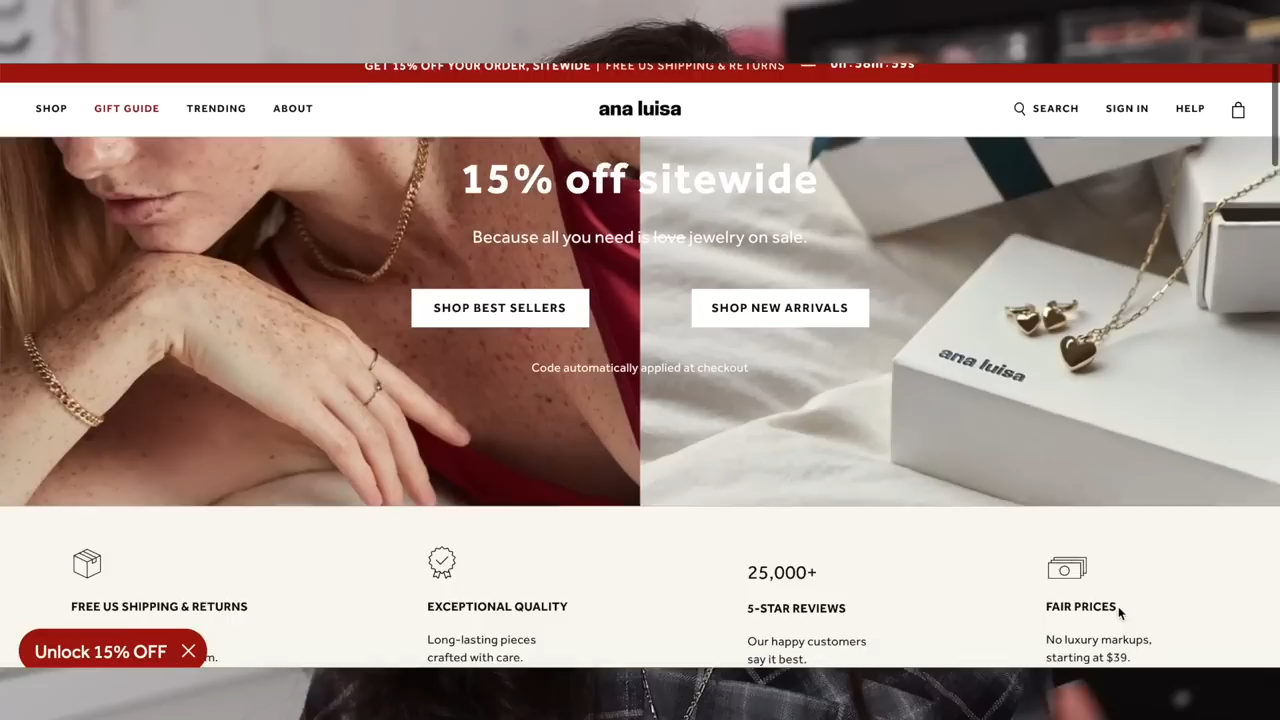 GET 15% OFF YOUR ORDER, SITEWIDE | FREE US SHIPPING & RETURNS — 0h:58m:59s
SHOP GIFT GUIDE TRENDING ABOUT ana luisa SEARCH SIGN IN HELP
15% off sitewide
Because all you need is love jewelry on sale.
SHOP BEST SELLERS SHOP NEW ARRIVALS
Code automatically applied at checkout
ana luisa
25,000+
FREE US SHIPPING & RETURNS EXCEPTIONAL QUALITY 5-STAR REVIEWS FAIR PRICES
Long-lasting pieces Our happy customers No luxury markups,
Unlock 15% OFF m. crafted with care. say it best. starting at $39.